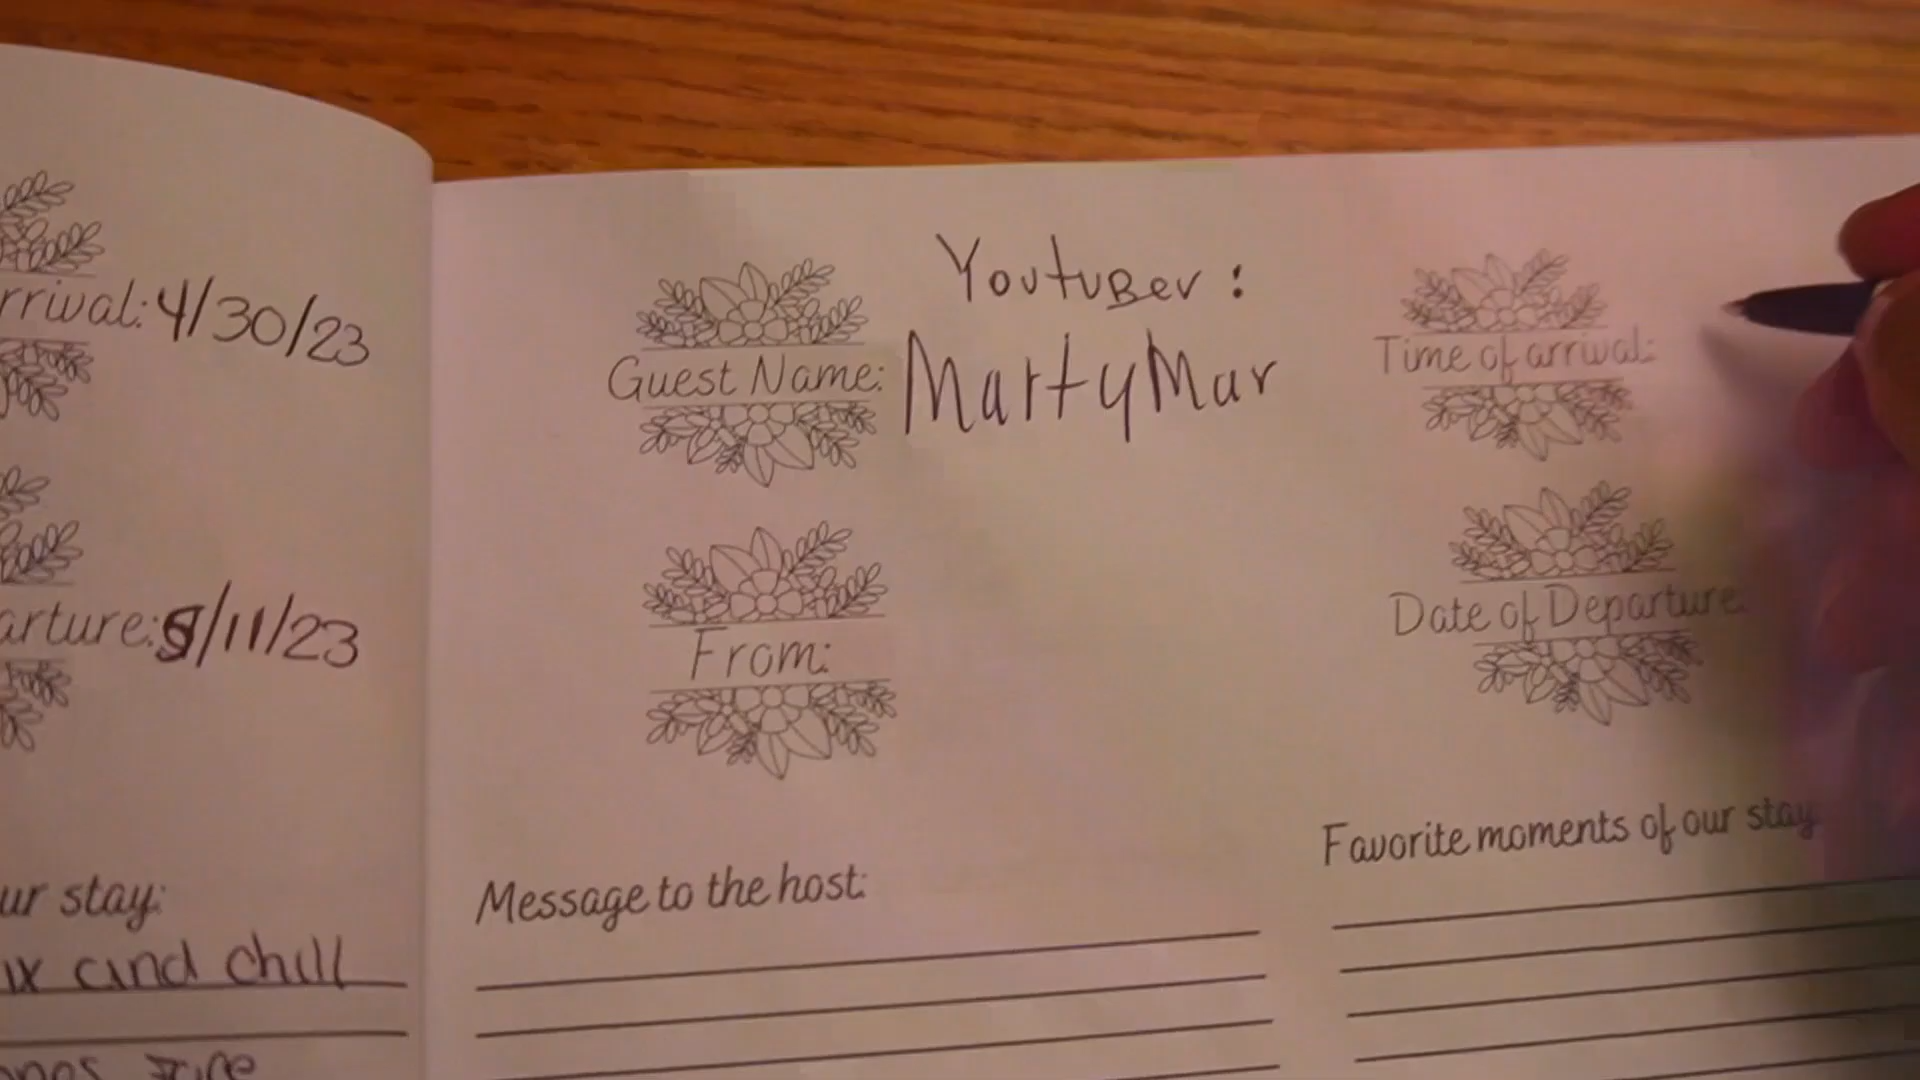 rrival: 4/30/23
arture: 5/11/23
ur stay:
ix and chill
Youtuber:
Guest Name: MartyMar
From:
Time of arrival:
Date of Departure:
Message to the host:
Favorite moments of our stay